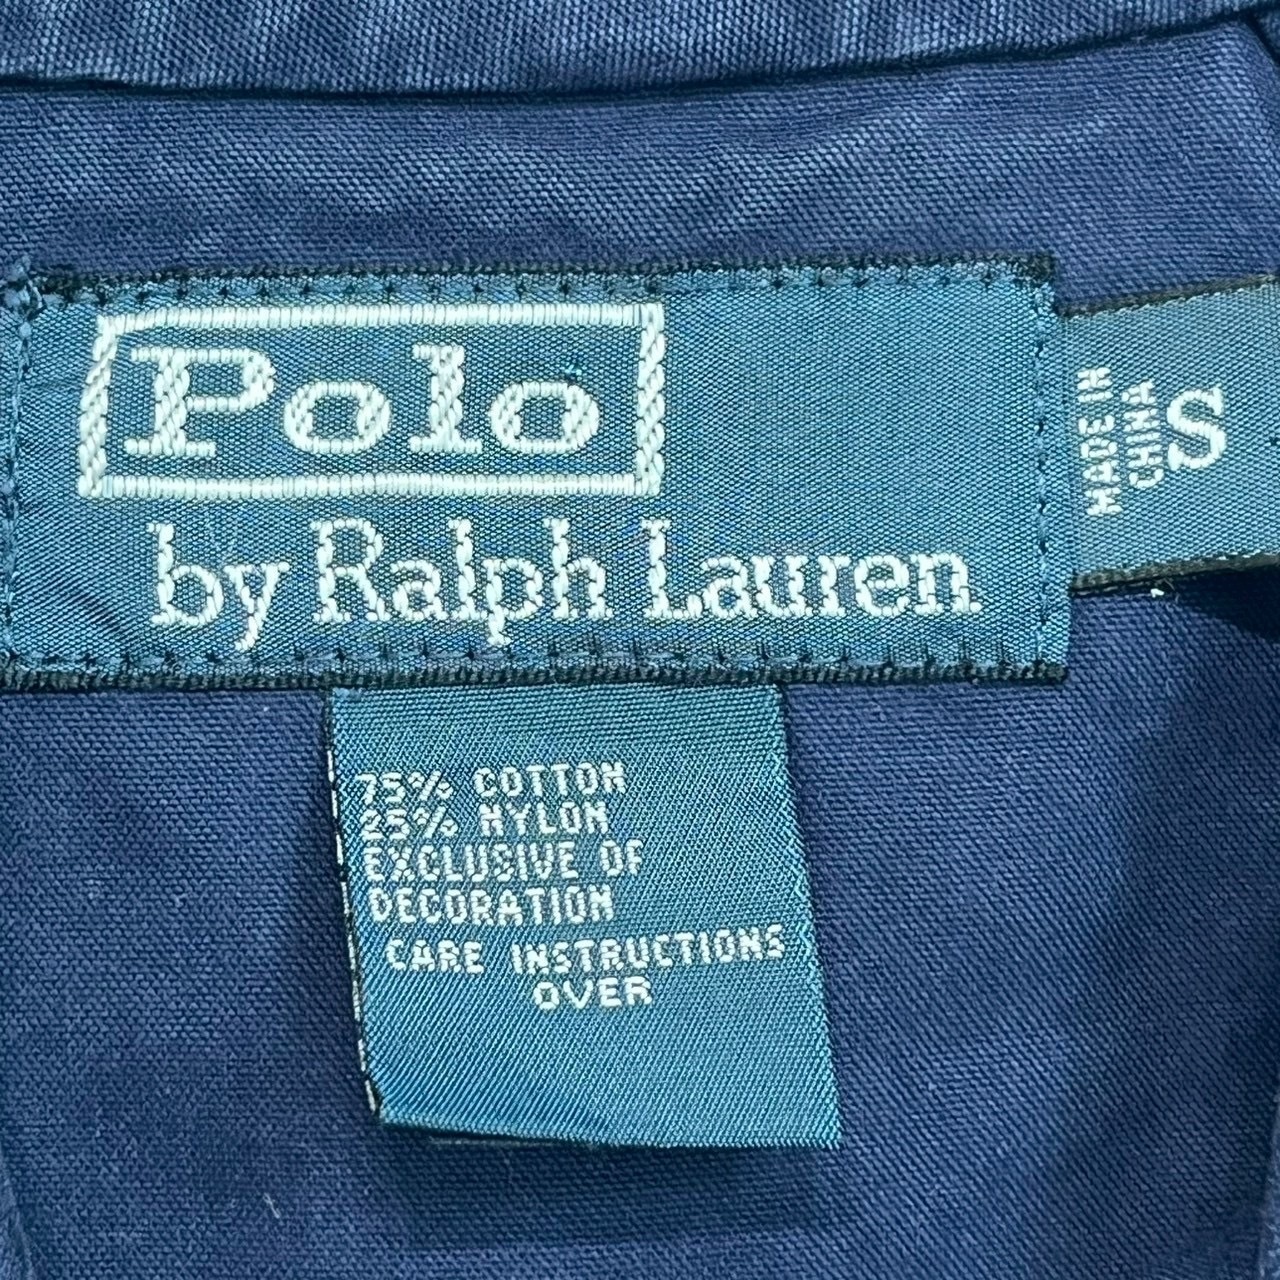 Polo
by Ralph Lauren
MADE IN
CHINA
S
75% COTTON
25% NYLON
EXCLUSIVE OF
DECORATION
CARE INSTRUCTIONS
OVER